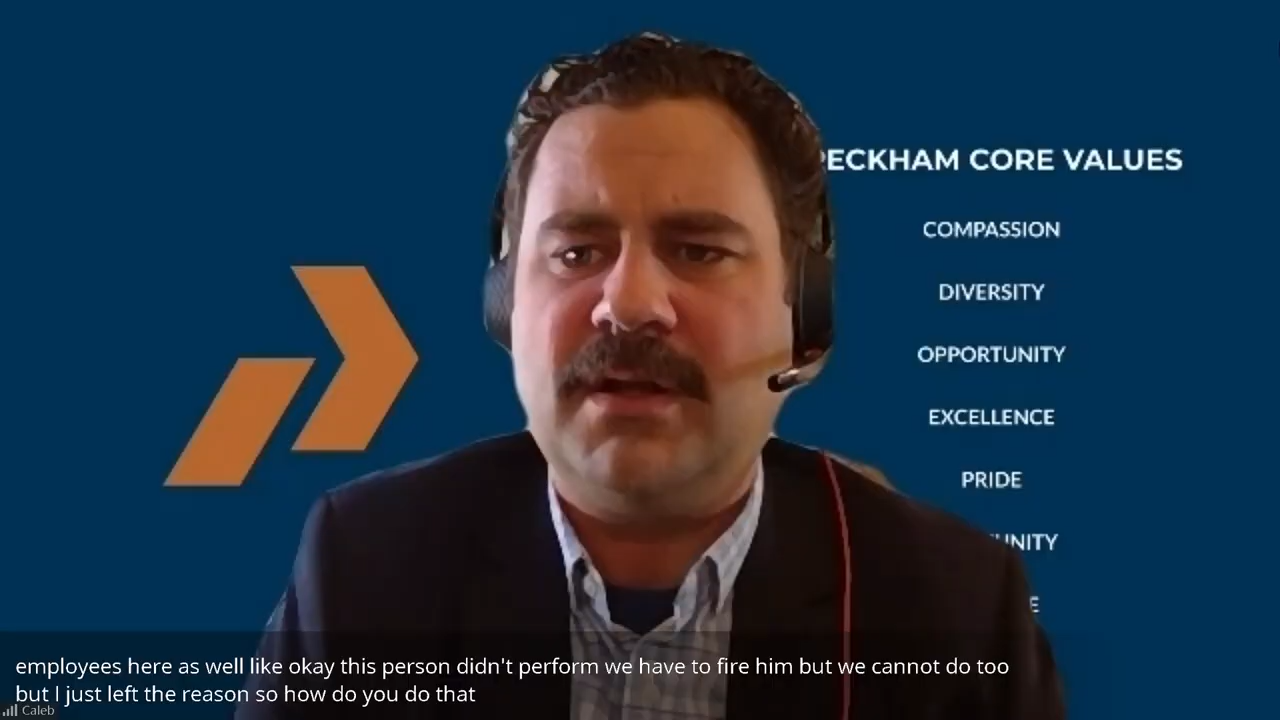 PECKHAM CORE VALUES
COMPASSION
DIVERSITY
OPPORTUNITY
EXCELLENCE
PRIDE
employees here as well like okay this person didn't perform we have to fire him but we cannot do too
but I just left the reason so how do you do that
Caleb